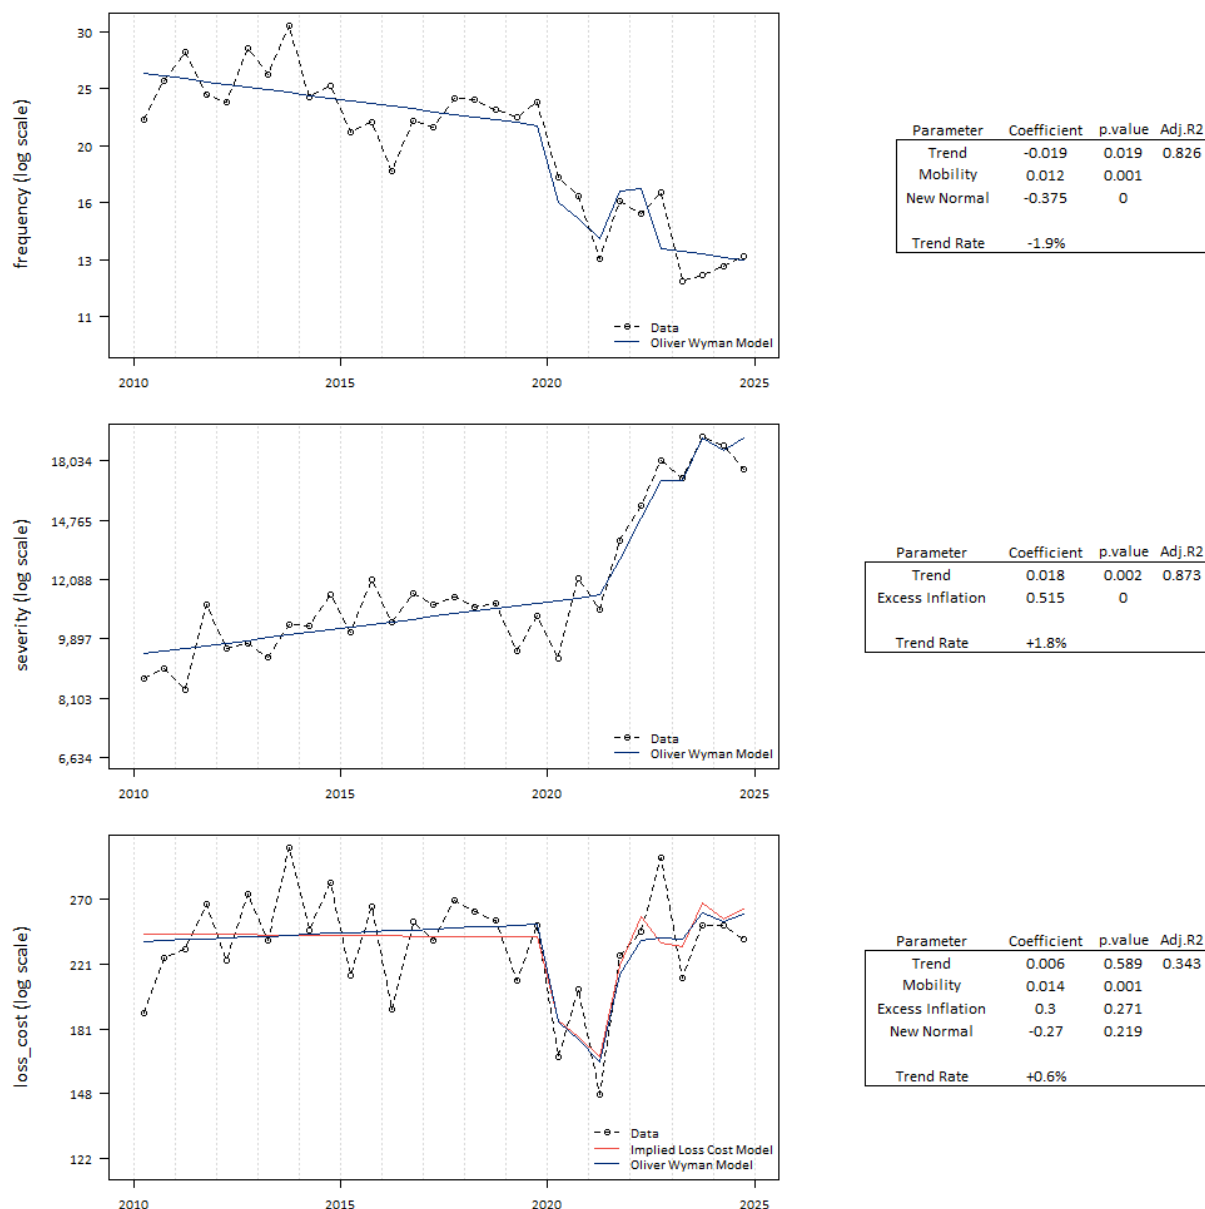 frequency (log scale)
30
25
20
16
13
11
Data
Oliver Wyman Model
2010 2015 2020 2025
Parameter Coefficient p.value Adj.R2
Trend -0.019 0.019 0.826
Mobility 0.012 0.001
New Normal -0.375 0
Trend Rate -1.9%
severity (log scale)
18,034
14,765
12,088
9,897
8,103
6,634
Data
Oliver Wyman Model
2010 2015 2020 2025
Parameter Coefficient p.value Adj.R2
Trend 0.018 0.002 0.873
Excess Inflation 0.515 0
Trend Rate +1.8%
loss_cost (log scale)
270
221
181
148
122
Data
Implied Loss Cost Model
Oliver Wyman Model
2010 2015 2020 2025
Parameter Coefficient p.value Adj.R2
Trend 0.006 0.589 0.343
Mobility 0.014 0.001
Excess Inflation 0.3 0.271
New Normal -0.27 0.219
Trend Rate +0.6%